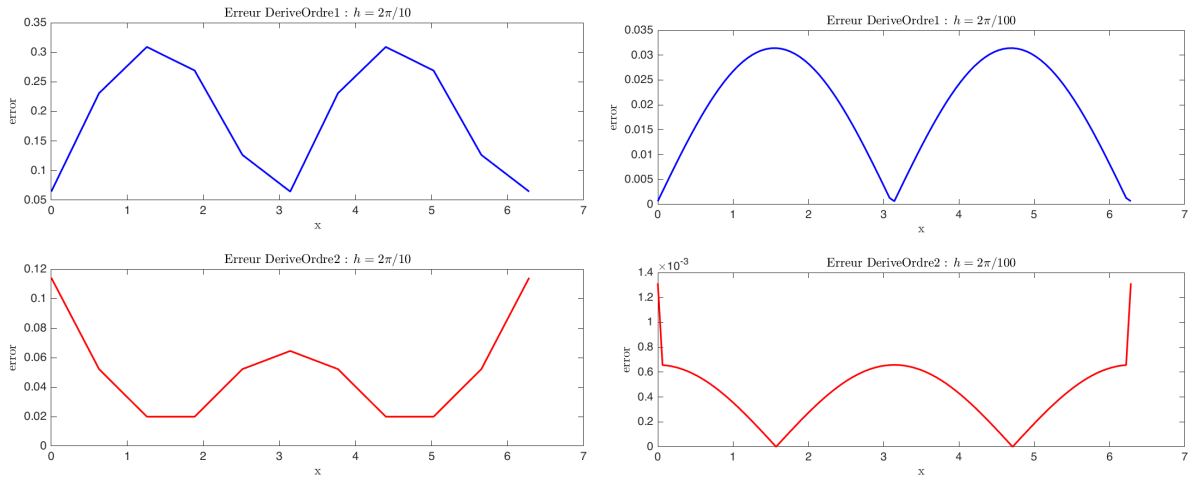 Erreur DeriveOrdre1 : h = 2π/10
0.35
0.3
0.25
0.2
0.15
0.1
0.05
error
0 1 2 3 4 5 6 7
x
Erreur DeriveOrdre1 : h = 2π/100
0.035
0.03
0.025
0.02
0.015
0.01
0.005
0
error
0 1 2 3 4 5 6 7
x
Erreur DeriveOrdre2 : h = 2π/10
0.12
0.1
0.08
0.06
0.04
0.02
0
error
0 1 2 3 4 5 6 7
x
Erreur DeriveOrdre2 : h = 2π/100
×10⁻³
1.4
1.2
1
0.8
0.6
0.4
0.2
0
error
0 1 2 3 4 5 6 7
x